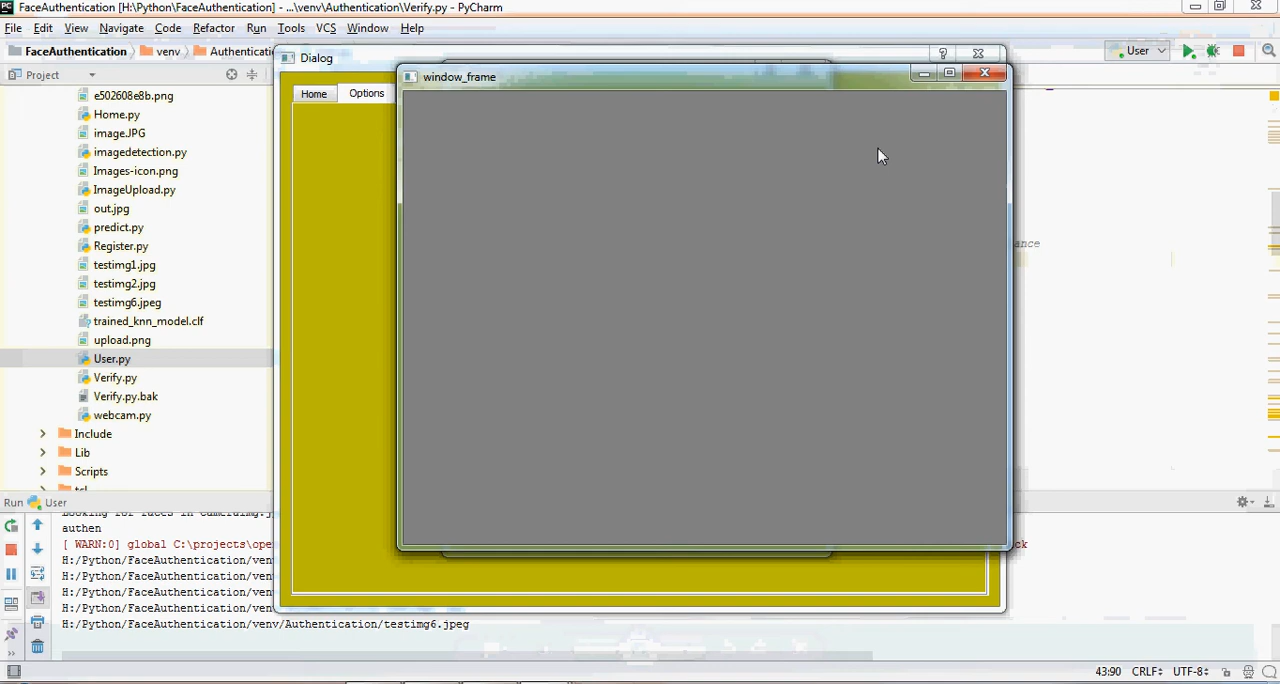 FaceAuthentication [H:\Python\FaceAuthentication] - ...\venv\Authentication\Verify.py - PyCharm
File Edit View Navigate Code Refactor Run Tools VCS Window Help
FaceAuthentication venv
Dialog
User
window_frame
Project
Home Options
e502608e8b.png
Home.py
image.JPG
imagedetection.py
Images-icon.png
ImageUpload.py
out.jpg
predict.py
Register.py
testimg1.jpg
ance
testimg2.jpg
testimg6.jpeg
trained_knn_model.clf
upload.png
User.py
Verify.py
Verify.py.bak
webcam.py
Include
Lib
Scripts
Run User
authen
[ WARN:0] global C:\projects\ope
H:/Python/FaceAuthentication/ven
H:/Python/FaceAuthentication/ven
H:/Python/FaceAuthentication/ven
H:/Python/FaceAuthentication/ven
H:/Python/FaceAuthentication/venv/Authentication/testimg6.jpeg
43:90 CRLF UTF-8